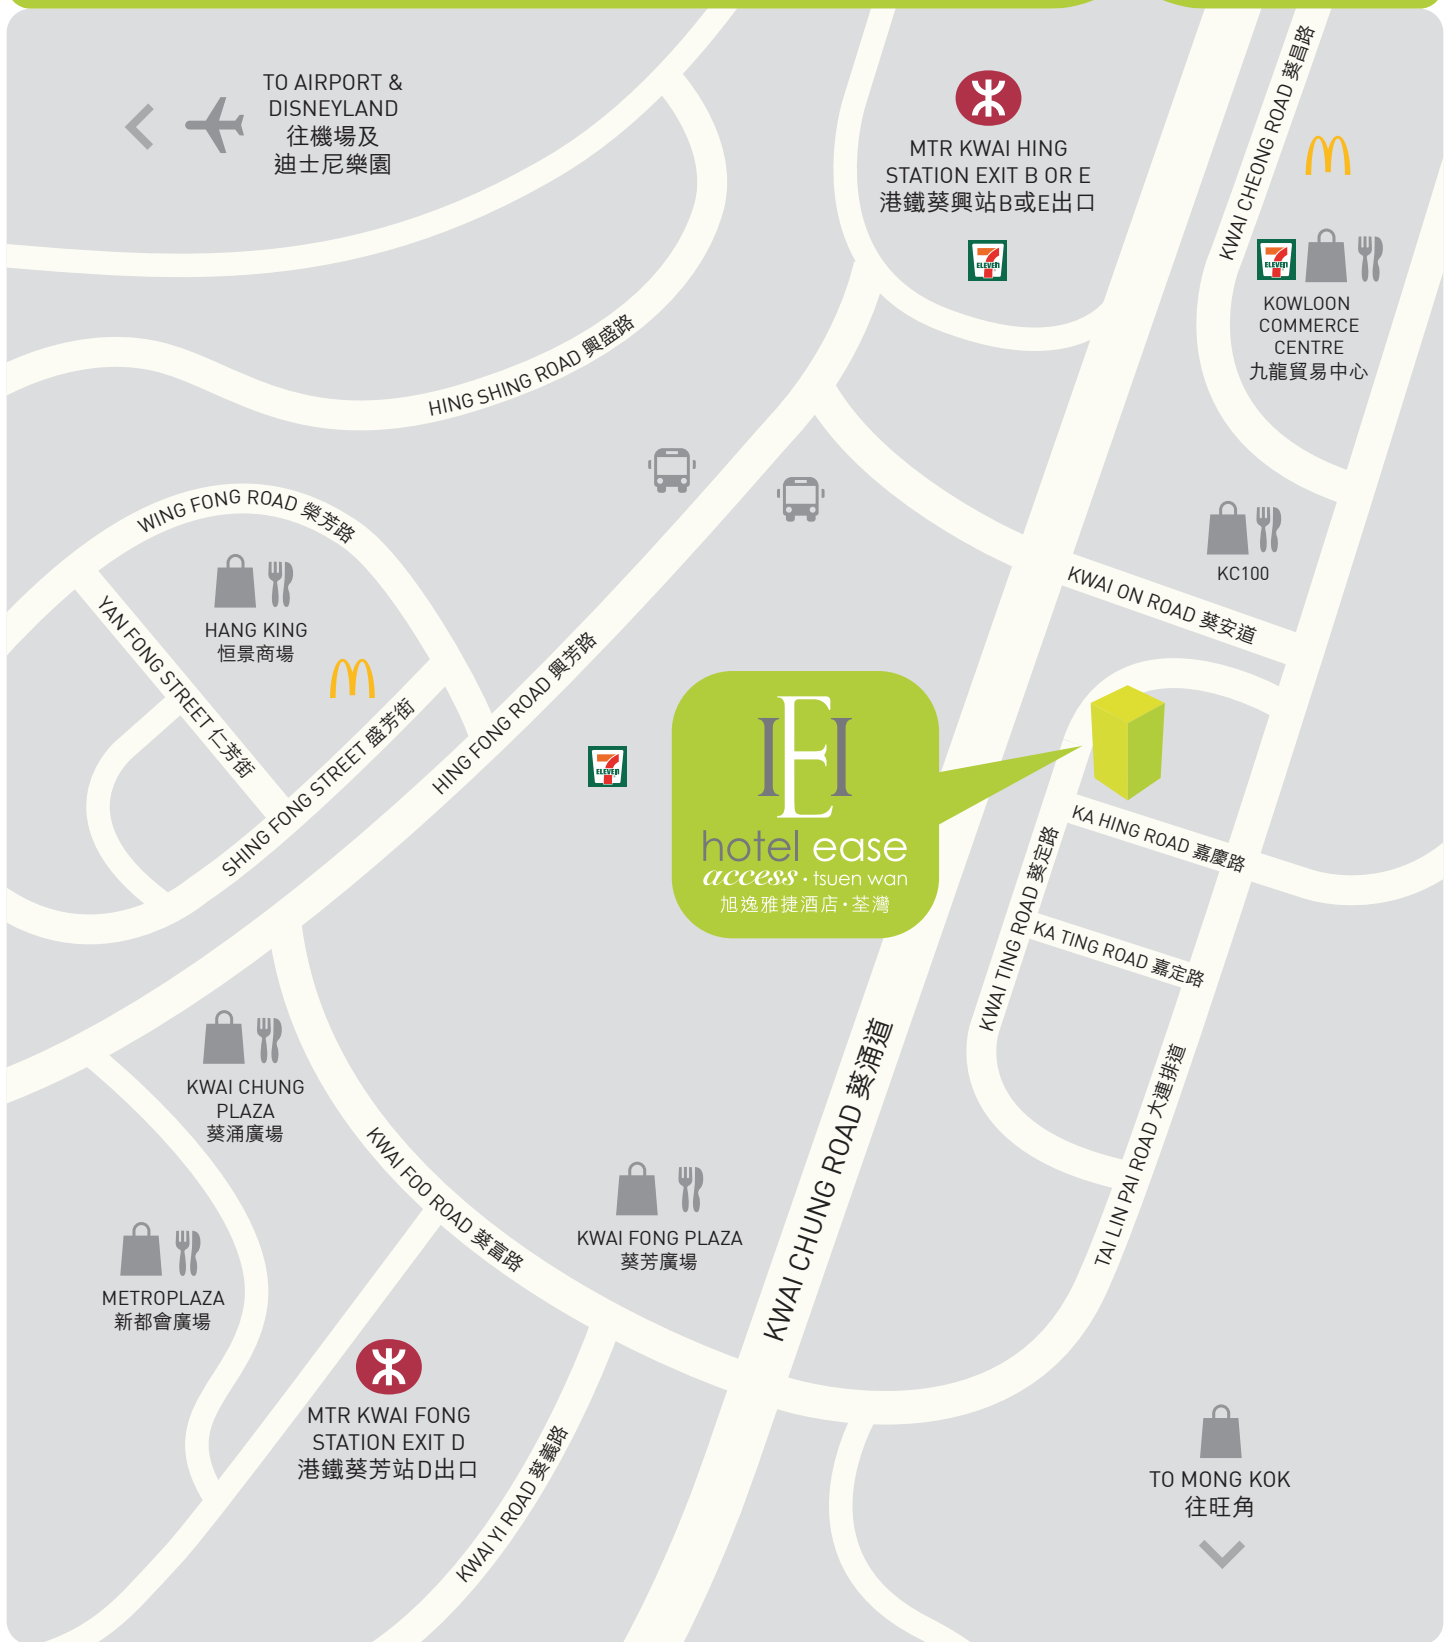 TO AIRPORT &
DISNEYLAND
往機場及
迪士尼樂園
MTR KWAI HING
STATION EXIT B OR E
港鐵葵興站B或E出口
7
ELEVEn
KWAI CHEONG ROAD 葵昌路
7
ELEVEn
KOWLOON
COMMERCE
CENTRE
九龍貿易中心
HING SHING ROAD 興盛路
WING FONG ROAD 榮芳路
HANG KING
恒景商場
YAN FONG STREET 仁芳街
SHING FONG STREET 盛芳街
HING FONG ROAD 興芳路
KC100
KWAI ON ROAD 葵安道
7
ELEVEn
hotel ease
access · tsuen wan
旭逸雅捷酒店·荃灣
KA HING ROAD 嘉慶路
KWAI TING ROAD 葵定路
KA TING ROAD 嘉定路
KWAI CHUNG ROAD 葵涌道
TAI LIN PAI ROAD 大連排道
KWAI CHUNG
PLAZA
葵涌廣場
KWAI FOO ROAD 葵富路
KWAI FONG PLAZA
葵芳廣場
METROPLAZA
新都會廣場
MTR KWAI FONG
STATION EXIT D
港鐵葵芳站D出口
KWAI YI ROAD 葵義路
TO MONG KOK
往旺角